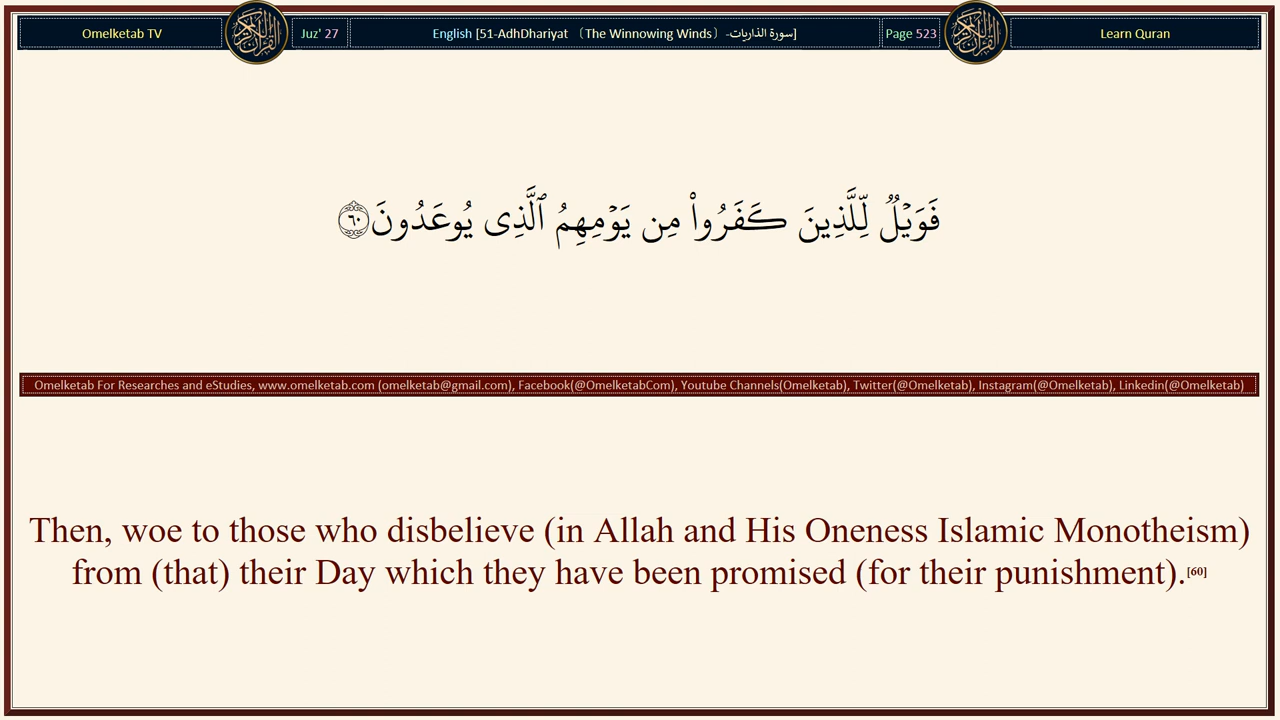 Omelketab TV
Juz' 27
English [51-AdhDhariyat 〔The Winnowing Winds〕 -سورة الذاريات]
Page 523
Learn Quran
فَوَيۡلٞ لِّلَّذِينَ كَفَرُواْ مِن يَوۡمِهِمُ ٱلَّذِى يُوعَدُونَ ٦٠
Omelketab For Researches and eStudies, www.omelketab.com (omelketab@gmail.com), Facebook(@OmelketabCom), Youtube Channels(Omelketab), Twitter(@Omelketab), Instagram(@Omelketab), Linkedin(@Omelketab)
Then, woe to those who disbelieve (in Allah and His Oneness Islamic Monotheism)
from (that) their Day which they have been promised (for their punishment).[60]